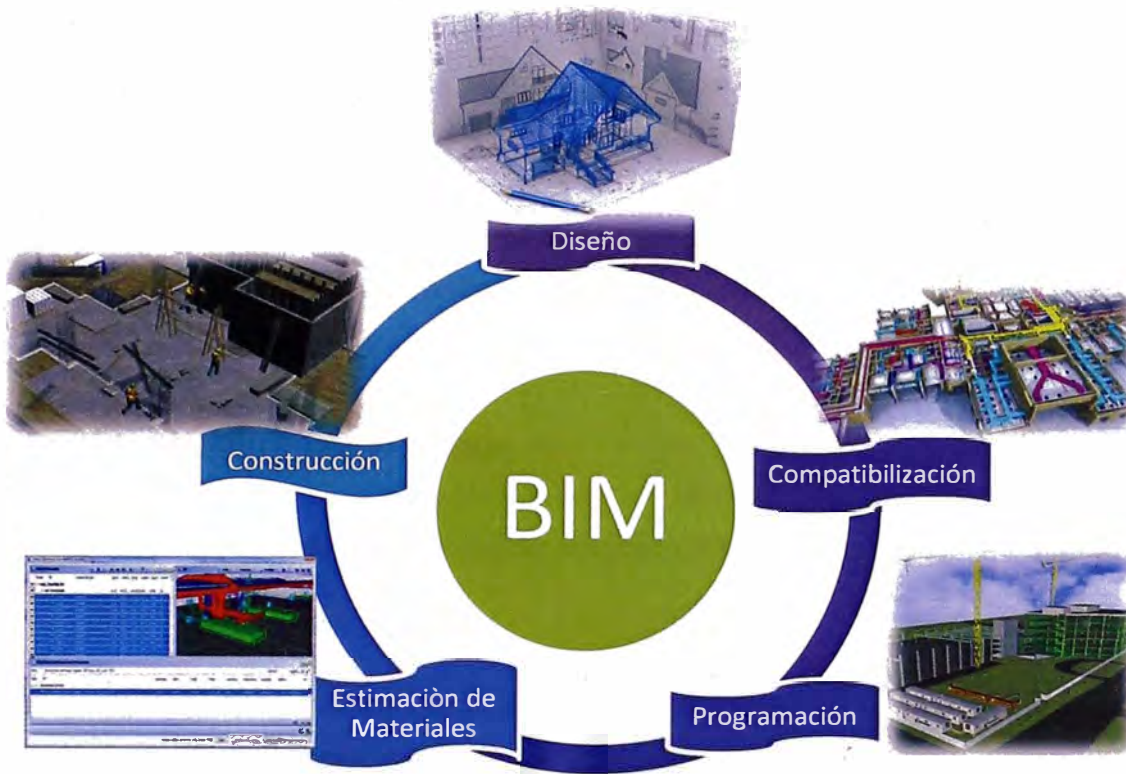 Diseño
Compatibilización
Programación
Estimaciòn de
Materiales
Construcción
BIM